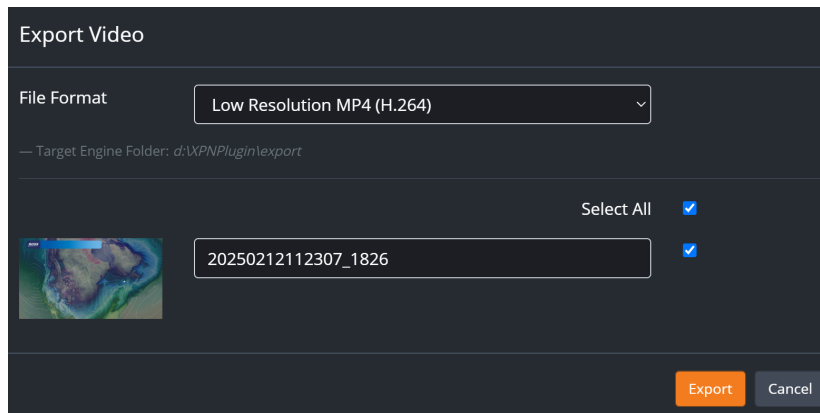 Export Video
File Format
Low Resolution MP4 (H.264)
— Target Engine Folder: d:\XPNPlugin\export
Select All
20250212112307_1826
Export
Cancel